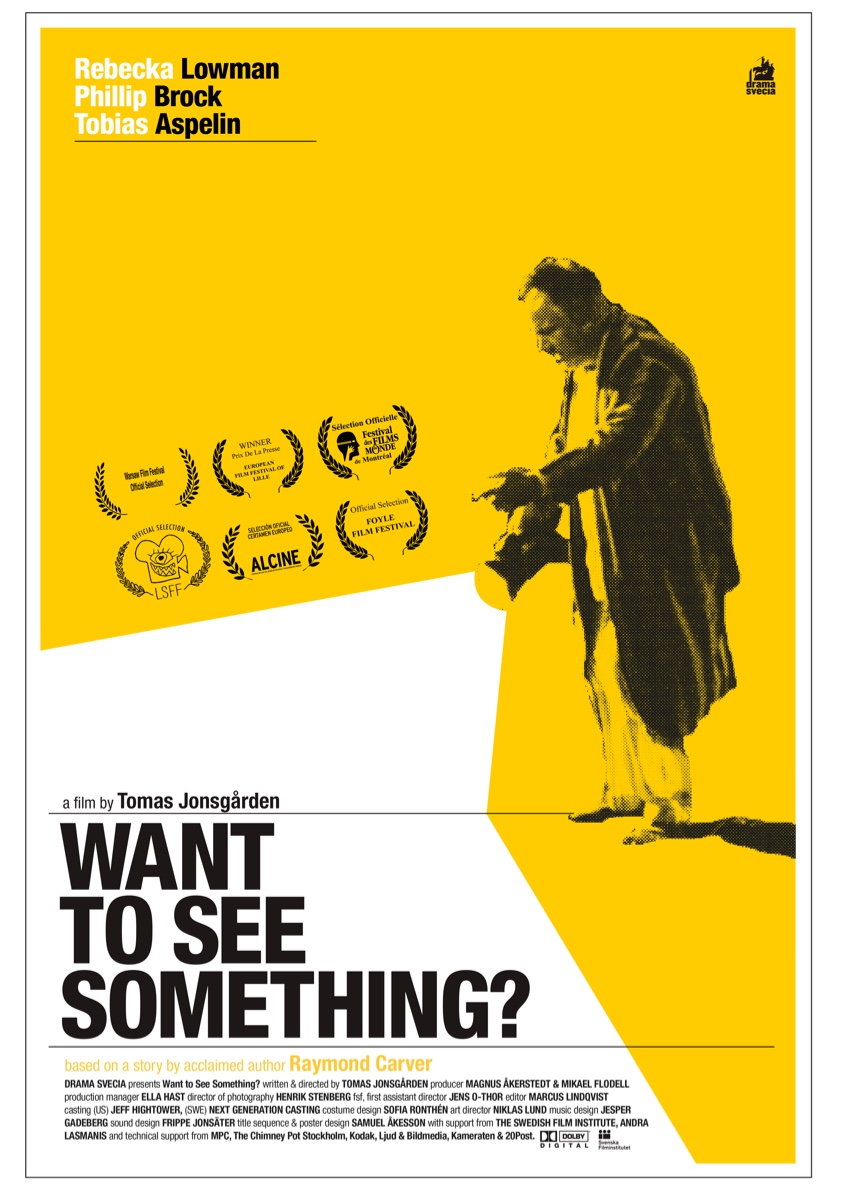 Rebecka Lowman
Phillip Brock
Tobias Aspelin
drama
svecia
Warsaw Film Festival
Official Selection
WINNER
Prix De La Presse
EUROPEAN
FILM FESTIVAL OF
LILLE
Sélection Officielle
Festival
des FILMS
du MONDE
de Montréal
OFFICIAL SELECTION
LSFF
SELECCIÓN OFICIAL
CERTAMEN EUROPEO
ALCINE
Official Selection
FOYLE
FILM FESTIVAL
a film by Tomas Jonsgården
WANT
TO SEE
SOMETHING?
based on a story by acclaimed author Raymond Carver
DRAMA SVECIA presents Want to See Something? written & directed by TOMAS JONSGÅRDEN producer MAGNUS ÅKERSTEDT & MIKAEL FLODELL
production manager ELLA HAST director of photography HENRIK STENBERG fsf, first assistant director JENS O-THOR editor MARCUS LINDQVIST
casting (US) JEFF HIGHTOWER, (SWE) NEXT GENERATION CASTING costume design SOFIA RONTHÉN art director NIKLAS LUND music design JESPER
GADEBERG sound design FRIPPE JONSÄTER title sequence & poster design SAMUEL ÅKESSON with support from THE SWEDISH FILM INSTITUTE, ANDRA
LASMANIS and technical support from MPC, The Chimney Pot Stockholm, Kodak, Ljud & Bildmedia, Kameraten & 20Post.
DOLBY
DIGITAL
Svenska
Filminstitutet